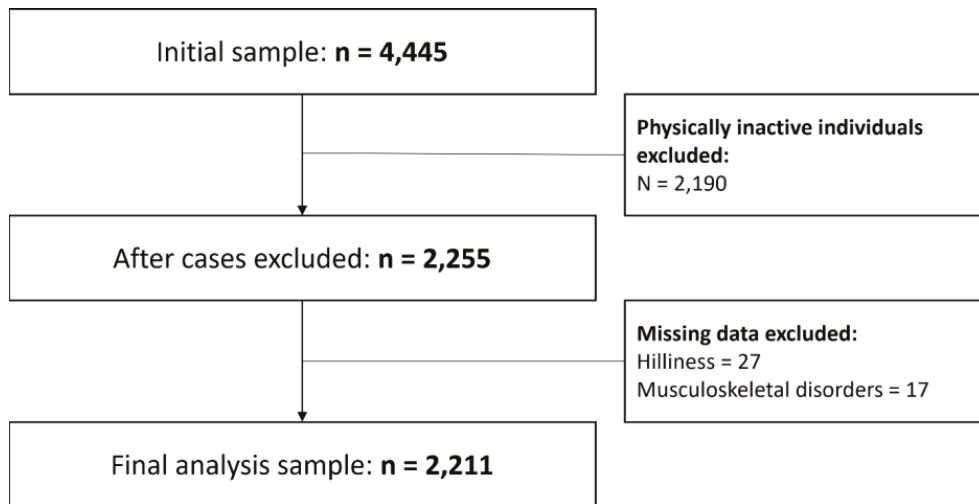 Initial sample: n = 4,445
Physically inactive individuals
excluded:
N = 2,190
After cases excluded: n = 2,255
Missing data excluded:
Hilliness = 27
Musculoskeletal disorders = 17
Final analysis sample: n = 2,211